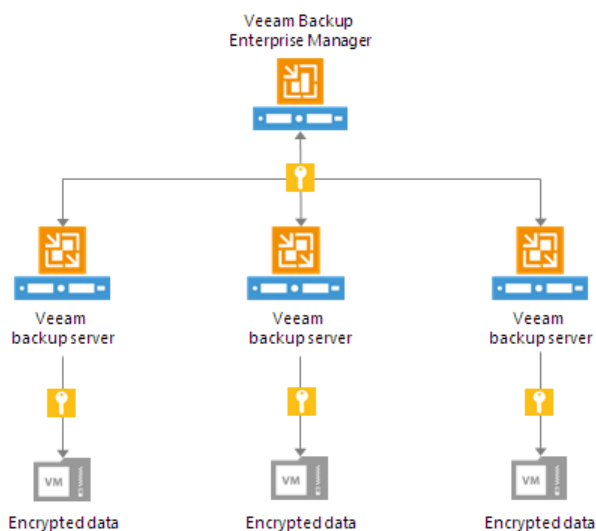 Veeam Backup
Enterprise Manager
Veeam
backup server
Veeam
backup server
Veeam
backup server
VM
VM
VM
Encrypted data
Encrypted data
Encrypted data